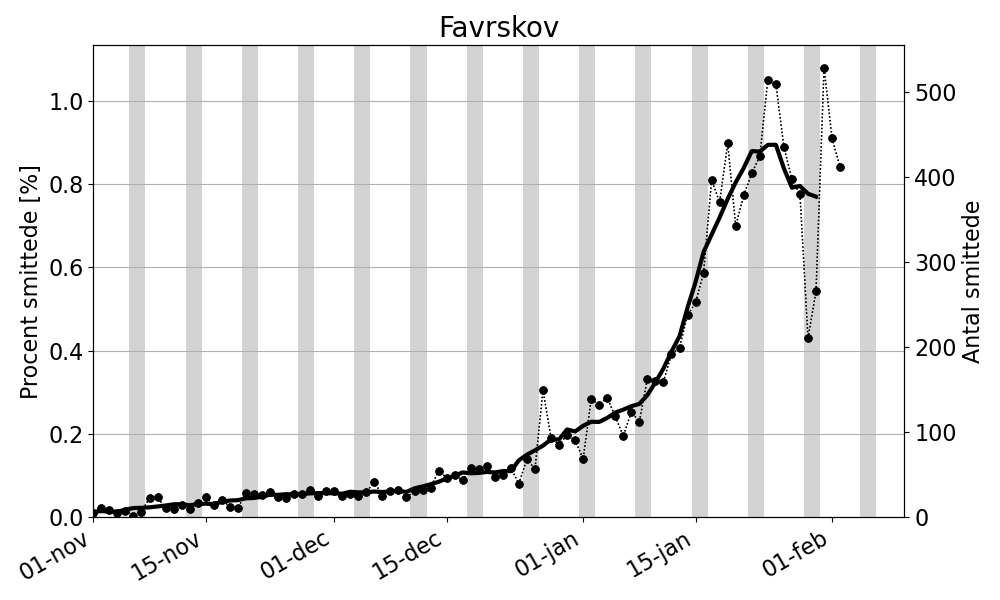 Favrskov
Procent smittede [%]
1.0
0.8
0.6
0.4
0.2
0.0
500
400
300
200
100
0
Antal smittede
01-nov
15-nov
01-dec
15-dec
01-jan
15-jan
01-feb